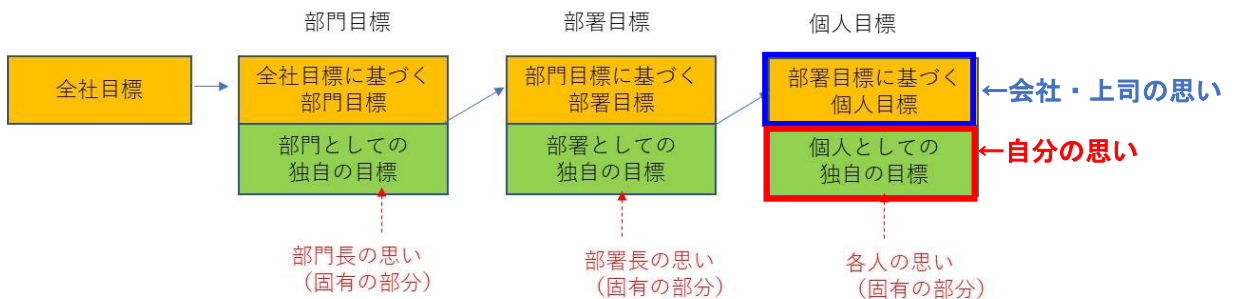 部門目標
部署目標
個人目標
全社目標
全社目標に基づく
部門目標
部門としての
独自の目標
部門目標に基づく
部署目標
部署としての
独自の目標
部署目標に基づく
個人目標
個人としての
独自の目標
←会社・上司の思い
←自分の思い
部門長の思い
（固有の部分）
部署長の思い
（固有の部分）
各人の思い
（固有の部分）